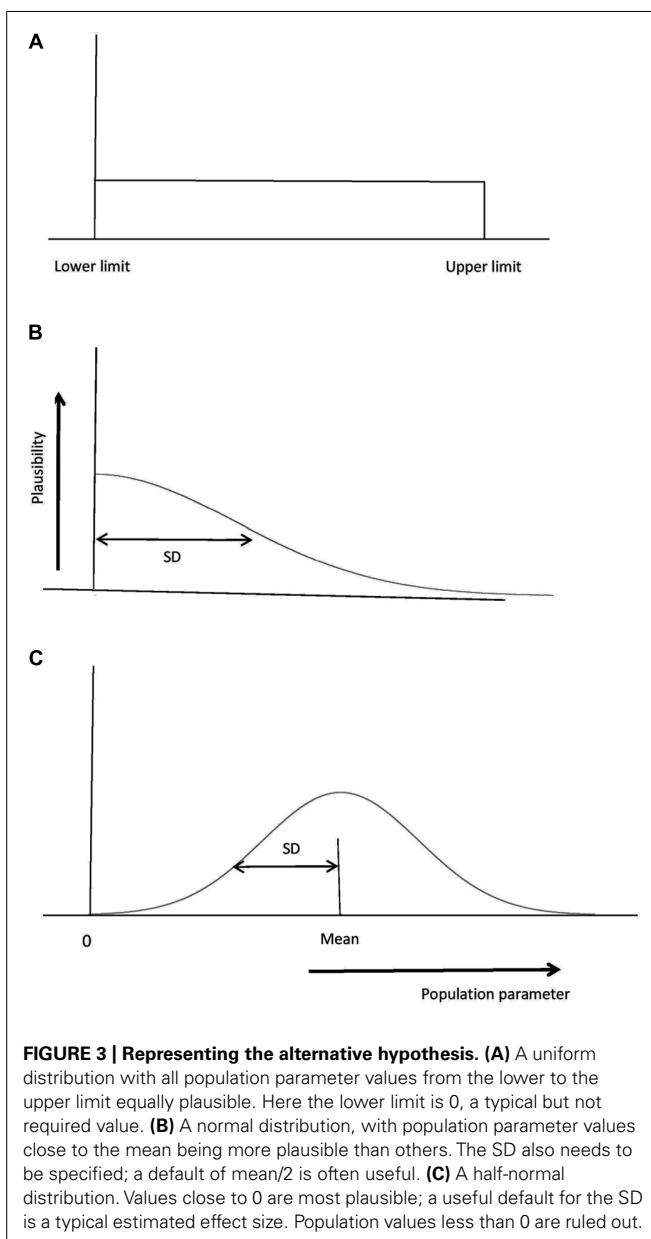 A
Lower limit
Upper limit
B
Plausibility
SD
C
SD
0
Mean
Population parameter
FIGURE 3 | Representing the alternative hypothesis. (A) A uniform
distribution with all population parameter values from the lower to the
upper limit equally plausible. Here the lower limit is 0, a typical but not
required value. (B) A normal distribution, with population parameter values
close to the mean being more plausible than others. The SD also needs to
be specified; a default of mean/2 is often useful. (C) A half-normal
distribution. Values close to 0 are most plausible; a useful default for the SD
is a typical estimated effect size. Population values less than 0 are ruled out.